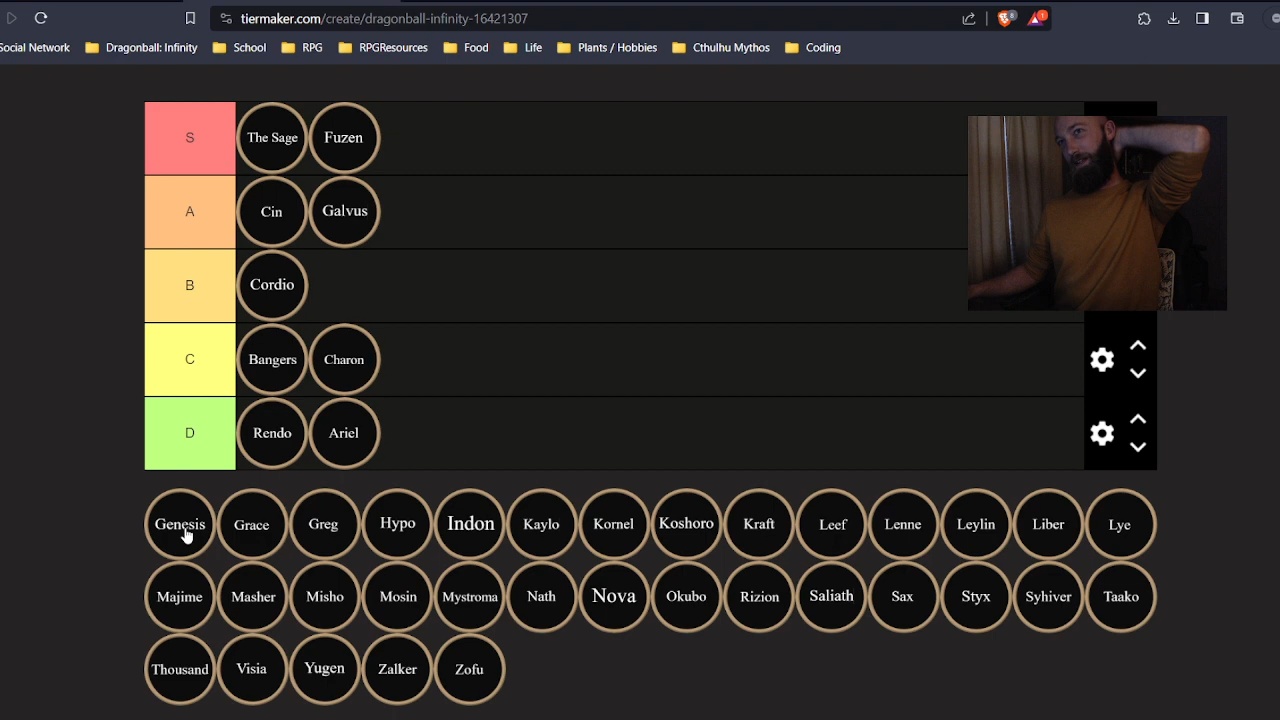 tiermaker.com/create/dragonball-infinity-16421307
8
1
Social Network Dragonball: Infinity School RPG RPGResources Food Life Plants / Hobbies Cthulhu Mythos Coding
S The Sage Fuzen
A Cin Galvus
B Cordio
C Bangers Charon
D Rendo Ariel
Genesis Grace Greg Hypo Indon Kaylo Kornel Koshoro Kraft Leef Lenne Leylin Liber Lye
Majime Masher Misho Mosin Mystroma Nath Nova Okubo Rizion Saliath Sax Styx Syhiver Taako
Thousand Visia Yugen Zalker Zofu